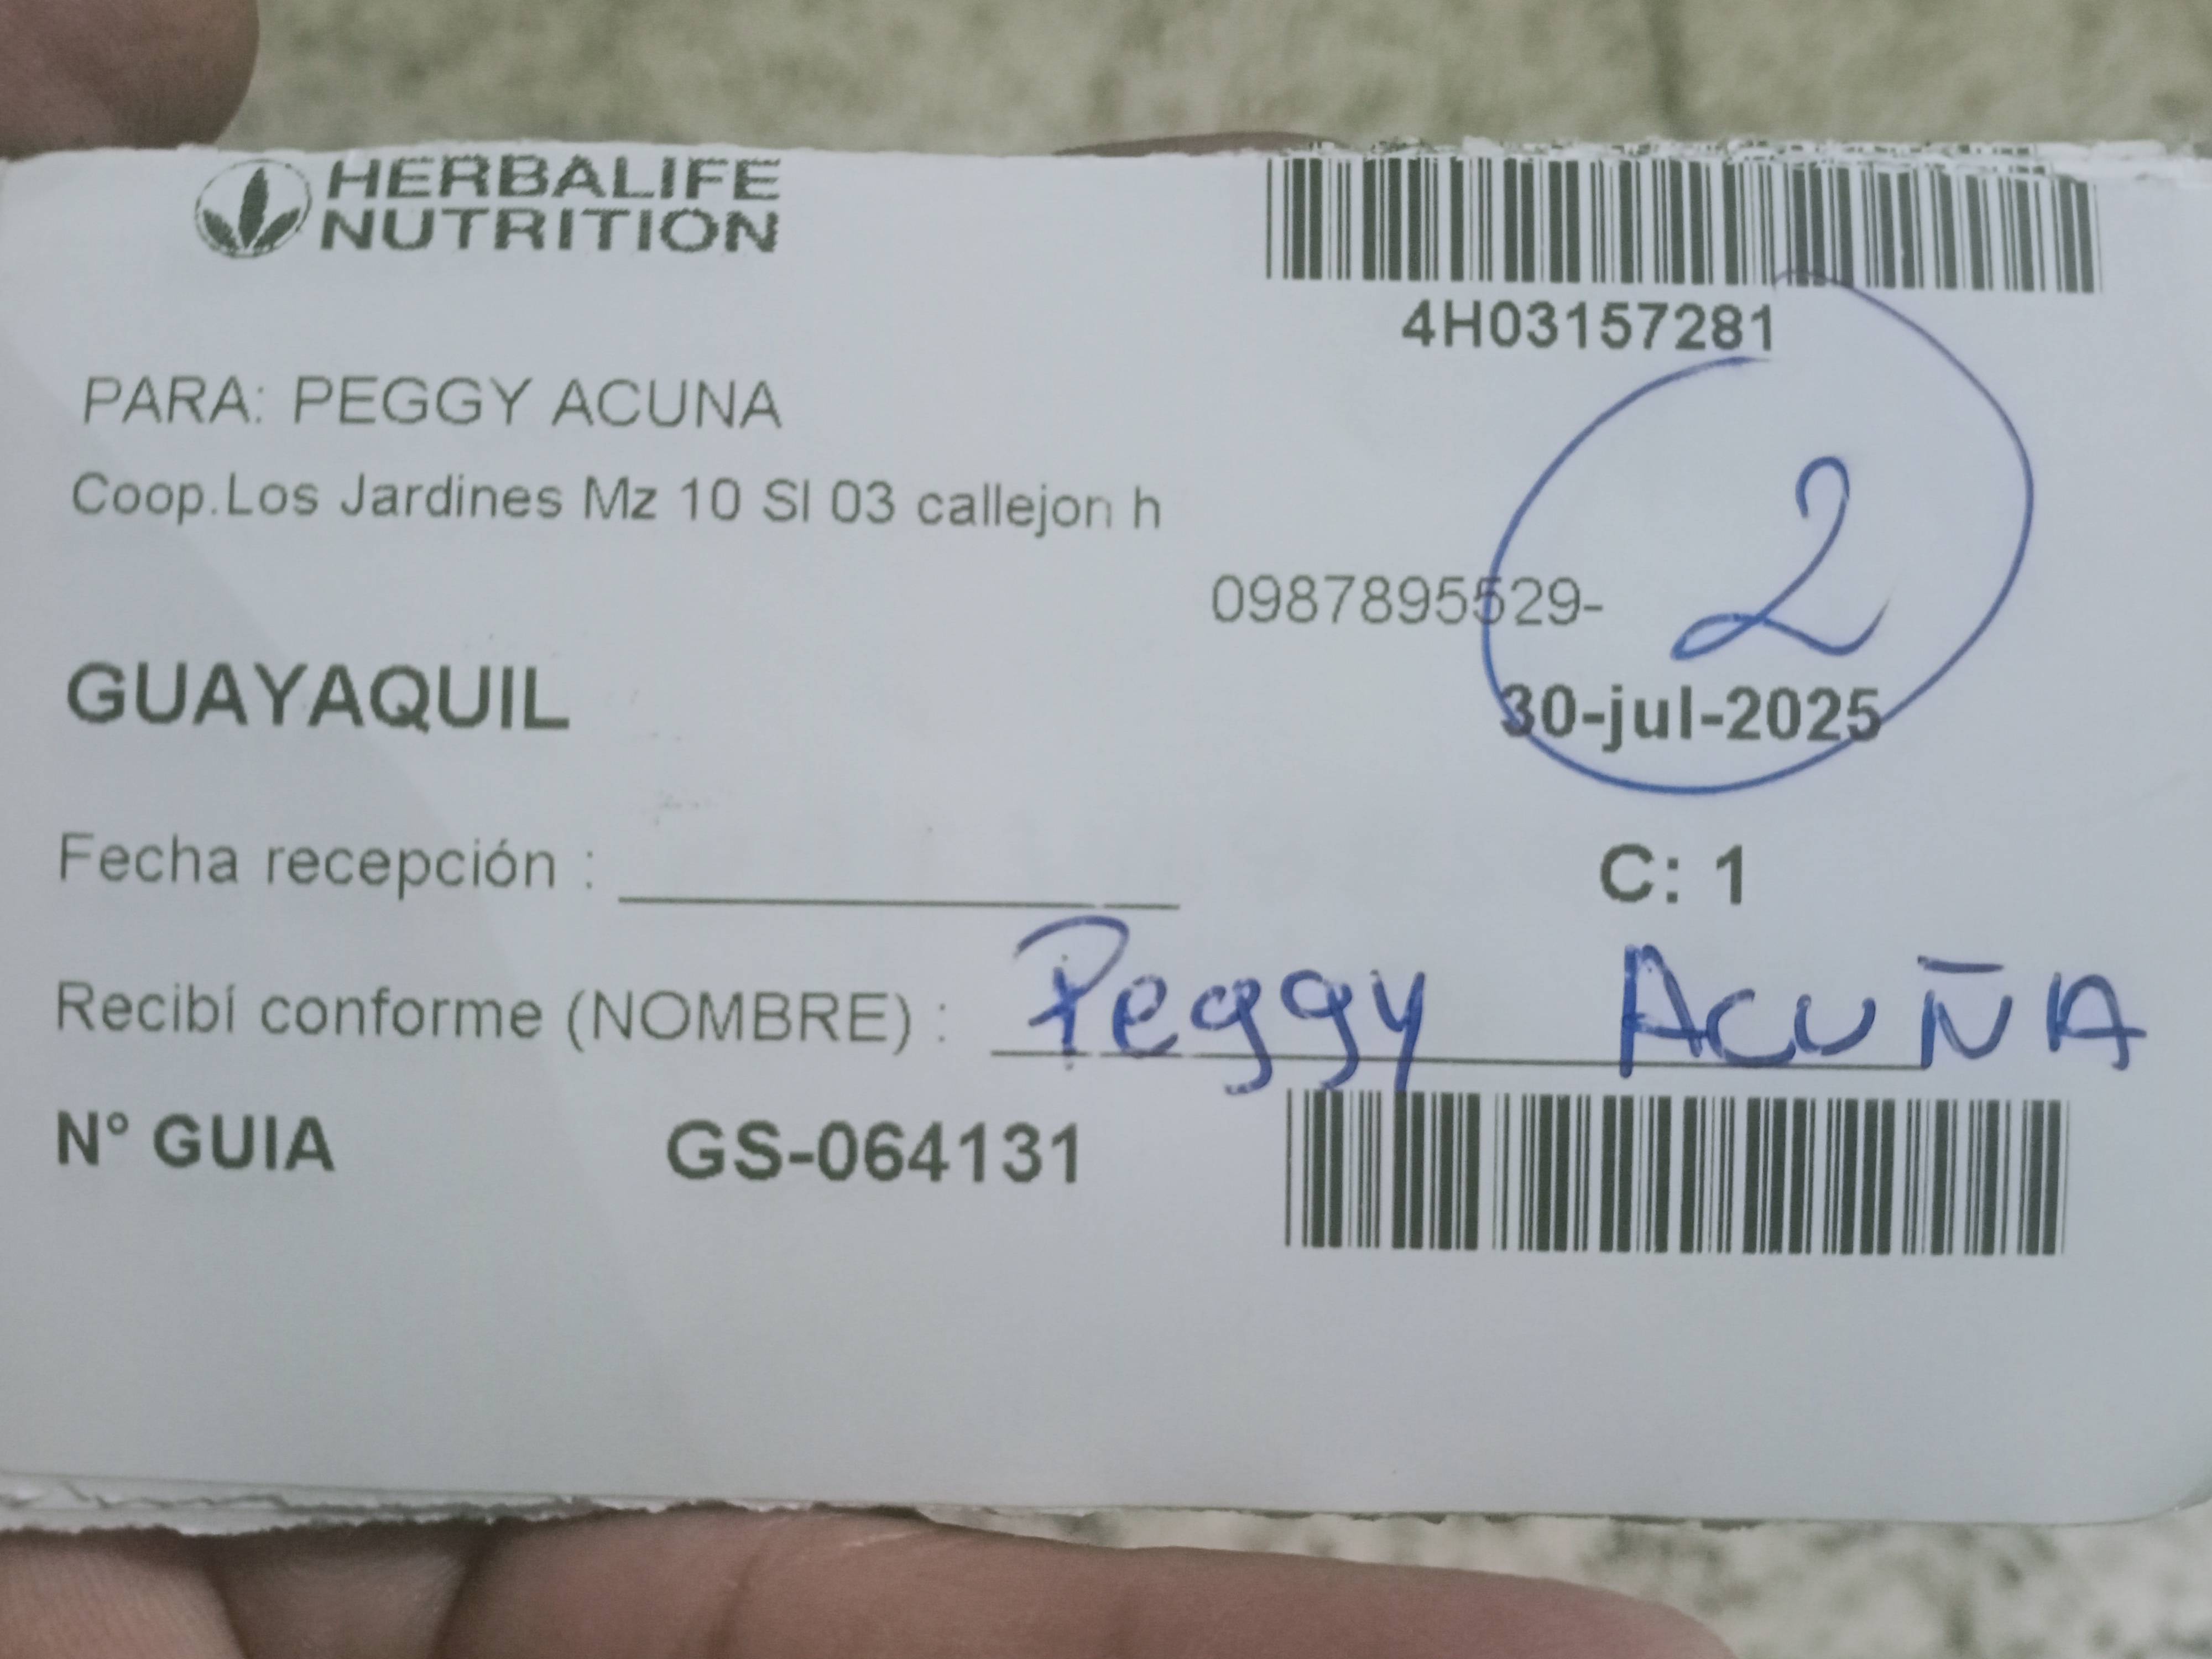 HERBALIFE
NUTRITION
4H03157281
PARA: PEGGY ACUNA
Coop.Los Jardines Mz 10 Sl 03 callejon h
0987895529-
2
GUAYAQUIL
30-jul-2025
Fecha recepción :
C: 1
Recibí conforme (NOMBRE) : Peggy ACUÑA
N° GUIA GS-064131